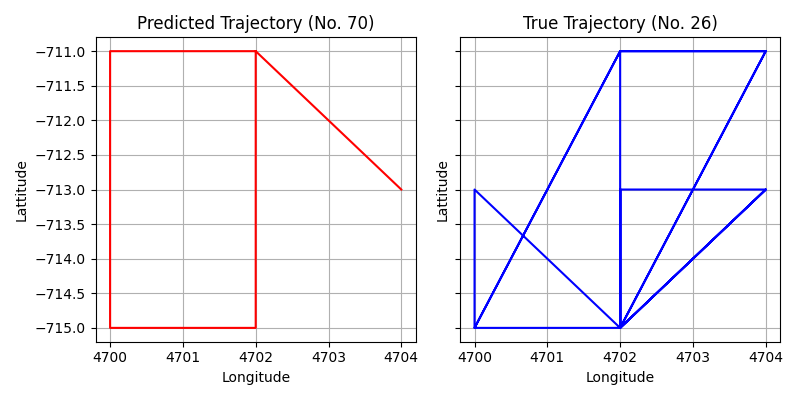 Predicted Trajectory (No. 70)
True Trajectory (No. 26)
−711.0
−711.5
−712.0
−712.5
−713.0
−713.5
−714.0
−714.5
−715.0
Lattitude
Lattitude
4700 4701 4702 4703 4704
4700 4701 4702 4703 4704
Longitude
Longitude